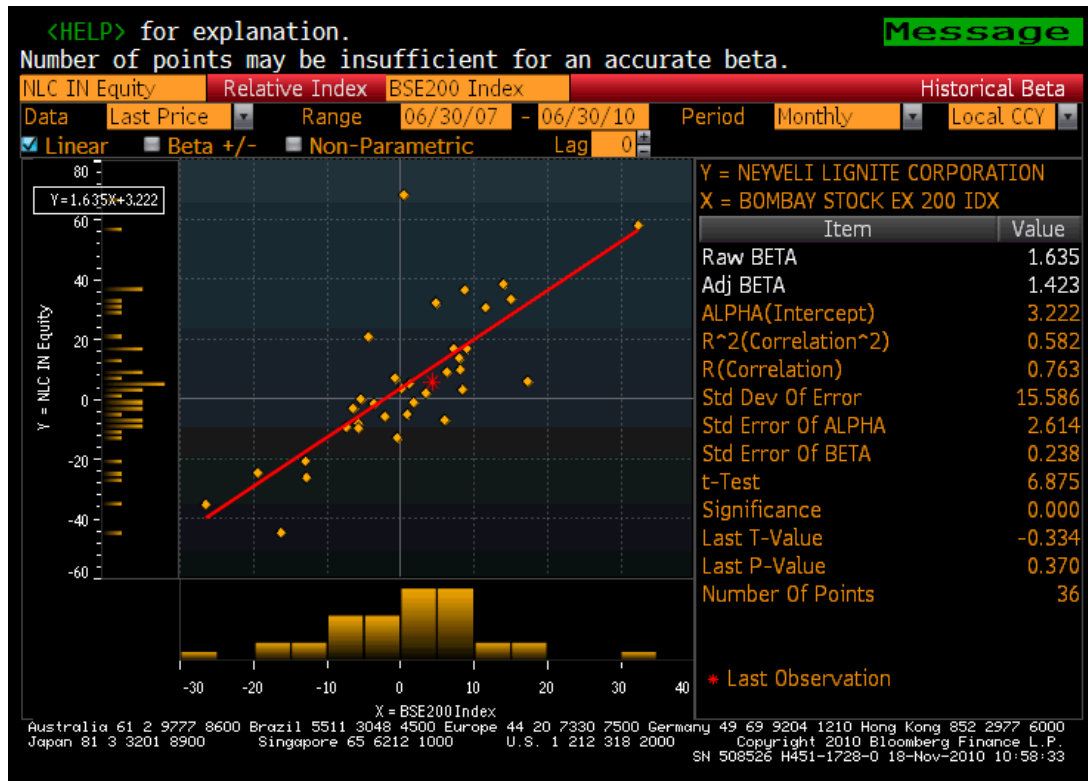 <HELP> for explanation. Message
Number of points may be insufficient for an accurate beta.
NLC IN Equity Relative Index BSE200 Index Historical Beta
Data Last Price Range 06/30/07 - 06/30/10 Period Monthly Local CCY
Linear Beta +/- Non-Parametric Lag 0
Y = NEYVELI LIGNITE CORPORATION
X = BOMBAY STOCK EX 200 IDX
Item Value
Raw BETA 1.635
Adj BETA 1.423
ALPHA(Intercept) 3.222
R^2(Correlation^2) 0.582
R(Correlation) 0.763
Std Dev Of Error 15.586
Std Error Of ALPHA 2.614
Std Error Of BETA 0.238
t-Test 6.875
Significance 0.000
Last T-Value -0.334
Last P-Value 0.370
Number Of Points 36
* Last Observation
Y=1.635X+3.222
80
60
40
20
0
-20
-40
-60
Y = NLC IN Equity
-30 -20 -10 0 10 20 30 40
X = BSE200 Index
Australia 61 2 9777 8600 Brazil 5511 3048 4500 Europe 44 20 7330 7500 Germany 49 69 9204 1210 Hong Kong 852 2977 6000
Japan 81 3 3201 8900 Singapore 65 6212 1000 U.S. 1 212 318 2000 Copyright 2010 Bloomberg Finance L.P.
SN 508526 H451-1728-0 18-Nov-2010 10:58:33